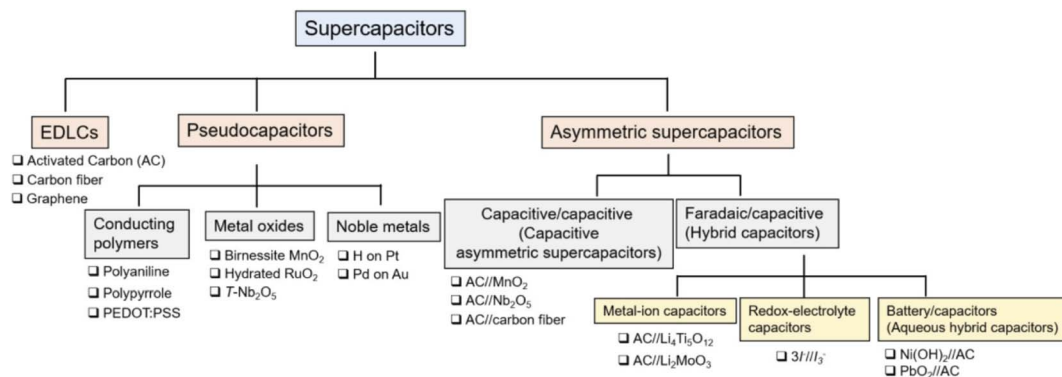 Supercapacitors
EDLCs
❑ Activated Carbon (AC)
❑ Carbon fiber
❑ Graphene
Pseudocapacitors
Conducting
polymers
❑ Polyaniline
❑ Polypyrrole
❑ PEDOT:PSS
Metal oxides
❑ Birnessite MnO₂
❑ Hydrated RuO₂
❑ T-Nb₂O₅
Noble metals
❑ H on Pt
❑ Pd on Au
Asymmetric supercapacitors
Capacitive/capacitive
(Capacitive
asymmetric supercapacitors)
❑ AC//MnO₂
❑ AC//Nb₂O₅
❑ AC//carbon fiber
Faradaic/capacitive
(Hybrid capacitors)
Metal-ion capacitors
❑ AC//Li₄Ti₅O₁₂
❑ AC//Li₂MoO₃
Redox-electrolyte
capacitors
❑ 3I⁻//I₃⁻
Battery/capacitors
(Aqueous hybrid capacitors)
❑ Ni(OH)₂//AC
❑ PbO₂//AC